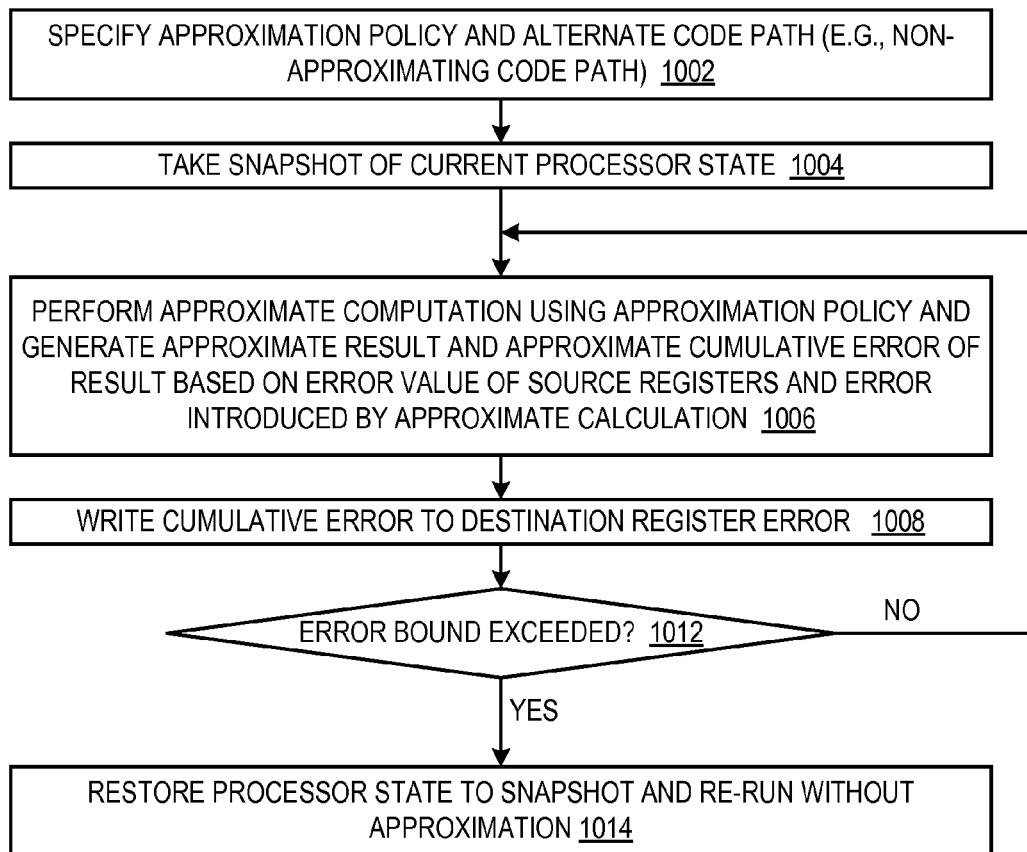 SPECIFY APPROXIMATION POLICY AND ALTERNATE CODE PATH (E.G., NON-
APPROXIMATING CODE PATH) 1002
TAKE SNAPSHOT OF CURRENT PROCESSOR STATE 1004
PERFORM APPROXIMATE COMPUTATION USING APPROXIMATION POLICY AND
GENERATE APPROXIMATE RESULT AND APPROXIMATE CUMULATIVE ERROR OF
RESULT BASED ON ERROR VALUE OF SOURCE REGISTERS AND ERROR
INTRODUCED BY APPROXIMATE CALCULATION 1006
WRITE CUMULATIVE ERROR TO DESTINATION REGISTER ERROR 1008
ERROR BOUND EXCEEDED? 1012
NO
YES
RESTORE PROCESSOR STATE TO SNAPSHOT AND RE-RUN WITHOUT
APPROXIMATION 1014